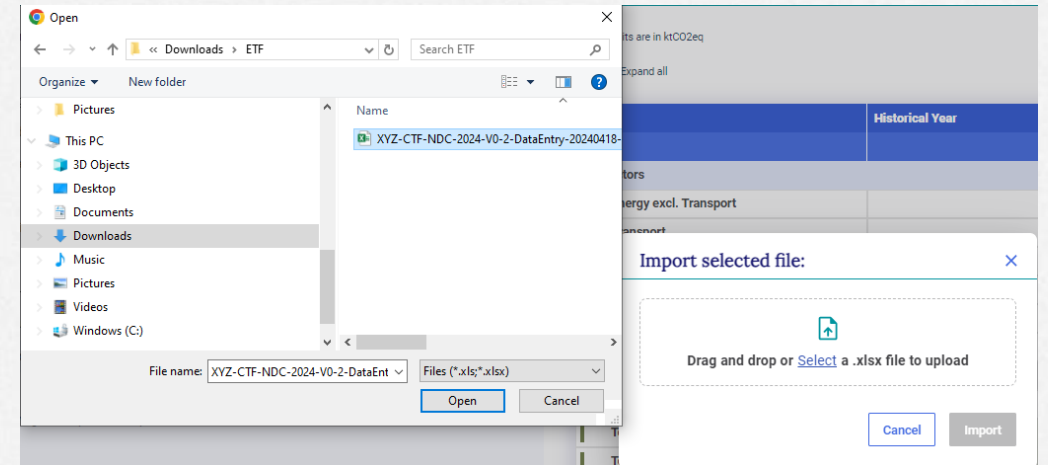 Open
« Downloads › ETF
Search ETF
Organize
New folder
Pictures
This PC
3D Objects
Desktop
Documents
Downloads
Music
Pictures
Videos
Windows (C:)
Name
XYZ-CTF-NDC-2024-V0-2-DataEntry-20240418-
File name:
XYZ-CTF-NDC-2024-V0-2-DataEnt
Files (*.xls;*.xlsx)
Open
Cancel
its are in ktCO2eq
Expand all
Historical Year
tors
nergy excl. Transport
ansport
Import selected file:
Drag and drop or Select a .xlsx file to upload
Cancel
Import